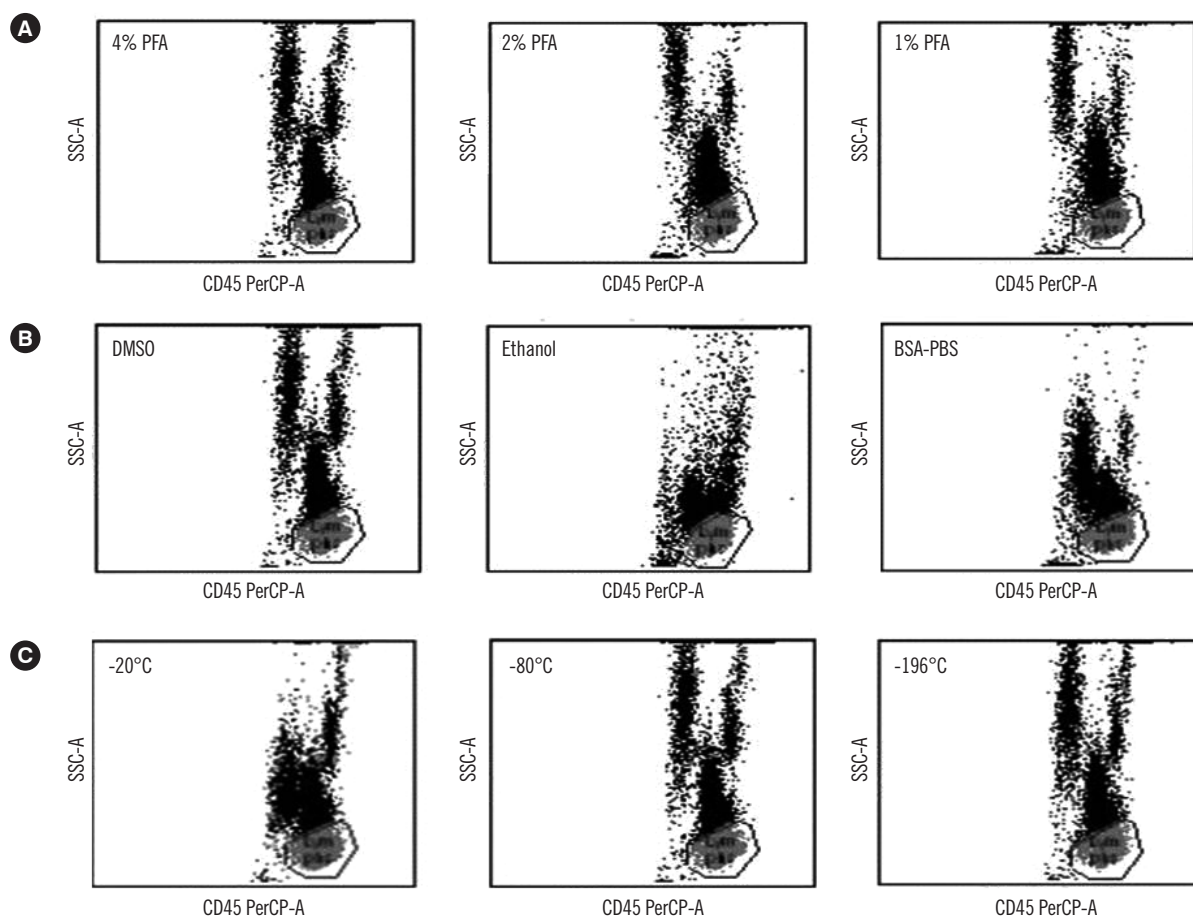 A
4% PFA
2% PFA
1% PFA
SSC-A
SSC-A
SSC-A
CD45 PerCP-A
CD45 PerCP-A
CD45 PerCP-A
B
DMSO
Ethanol
BSA-PBS
SSC-A
SSC-A
SSC-A
CD45 PerCP-A
CD45 PerCP-A
CD45 PerCP-A
C
-20°C
-80°C
-196°C
SSC-A
SSC-A
SSC-A
CD45 PerCP-A
CD45 PerCP-A
CD45 PerCP-A